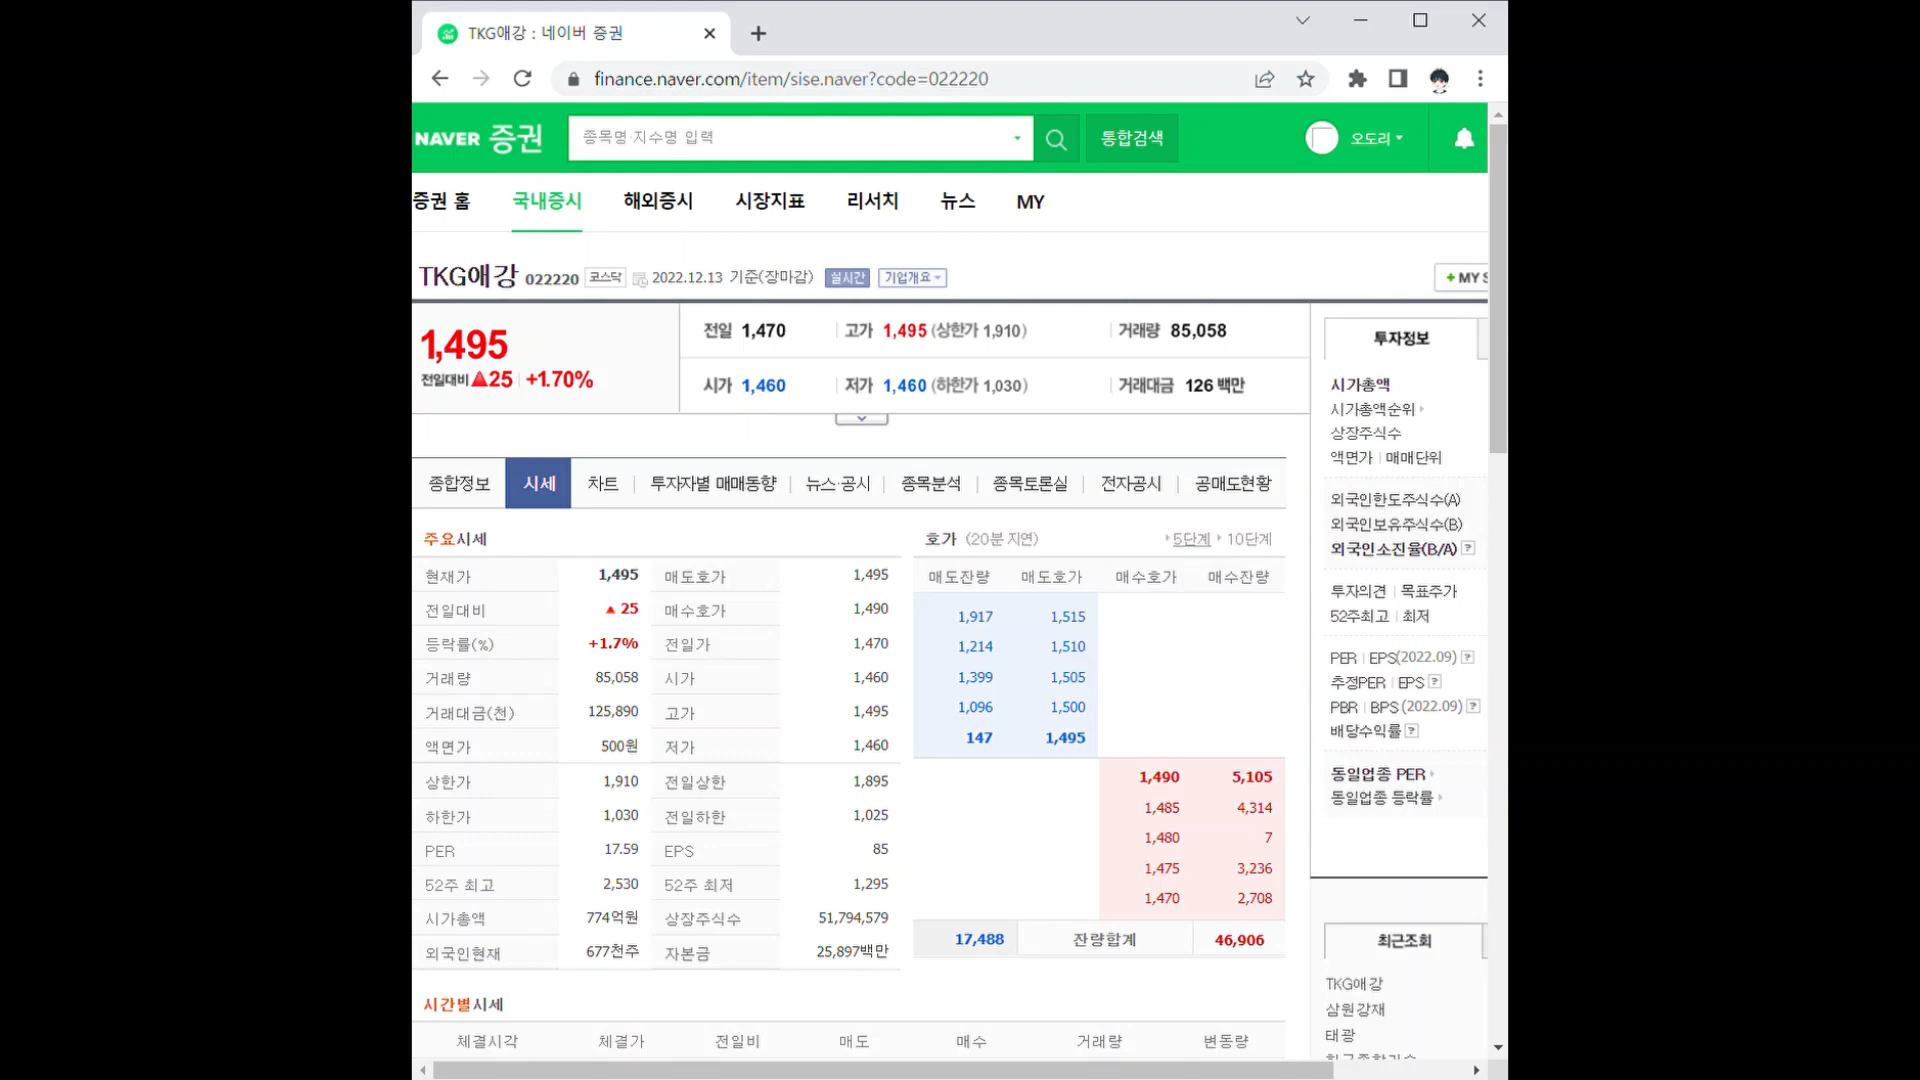 TKG애강 : 네이버 증권
finance.naver.com/item/sise.naver?code=022220
NAVER 증권 종목명·지수명 입력 통합검색 오도리
증권 홈 국내증시 해외증시 시장지표 리서치 뉴스 MY
TKG애강 022220 코스닥 2022.12.13 기준(장마감) 실시간 기업개요 + MY S
1,495
전일대비 ▲25 +1.70%
전일 1,470 고가 1,495 (상한가 1,910) 거래량 85,058
시가 1,460 저가 1,460 (하한가 1,030) 거래대금 126 백만
종합정보 시세 차트 투자자별 매매동향 뉴스·공시 종목분석 종목토론실 전자공시 공매도현황
주요시세
현재가 1,495 매도호가 1,495
전일대비 ▲ 25 매수호가 1,490
등락률(%) +1.7% 전일가 1,470
거래량 85,058 시가 1,460
거래대금(천) 125,890 고가 1,495
액면가 500원 저가 1,460
상한가 1,910 전일상한 1,895
하한가 1,030 전일하한 1,025
PER 17.59 EPS 85
52주 최고 2,530 52주 최저 1,295
시가총액 774억원 상장주식수 51,794,579
외국인현재 677천주 자본금 25,897백만
호가 (20분 지연) 5단계 10단계
매도잔량 매도호가 매수호가 매수잔량
1,917 1,515
1,214 1,510
1,399 1,505
1,096 1,500
147 1,495
1,490 5,105
1,485 4,314
1,480 7
1,475 3,236
1,470 2,708
17,488 잔량합계 46,906
시간별시세
체결시각 체결가 전일비 매도 매수 거래량 변동량
투자정보
시가총액
시가총액순위
상장주식수
액면가 매매단위
외국인한도주식수(A)
외국인보유주식수(B)
외국인소진율(B/A) ?
투자의견 목표주가
52주최고 최저
PER EPS(2022.09) ?
추정PER EPS ?
PBR BPS (2022.09) ?
배당수익률 ?
동일업종 PER
동일업종 등락률
최근조회
TKG애강
삼원강재
태광